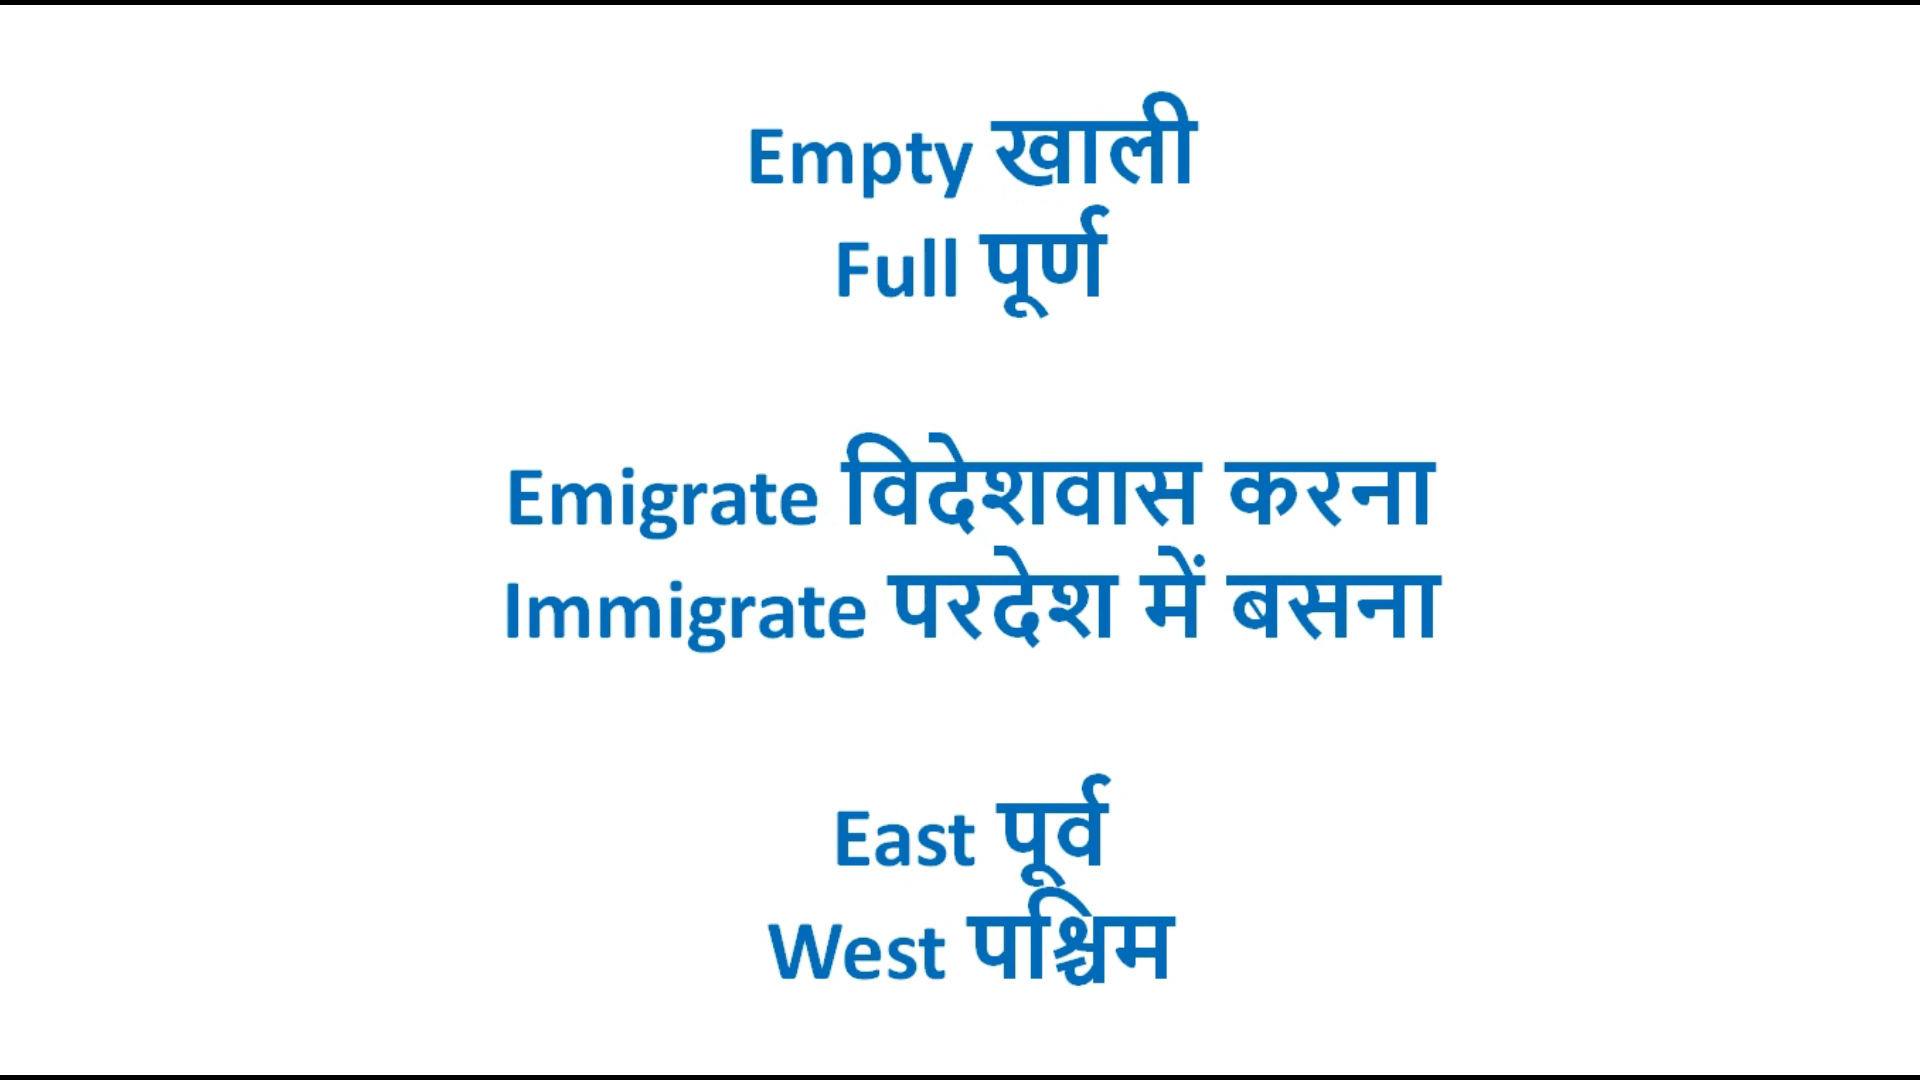 Empty खाली
Full पूर्ण
Emigrate विदेशवास करना
Immigrate परदेश में बसना
East पूर्व
West पश्चिम